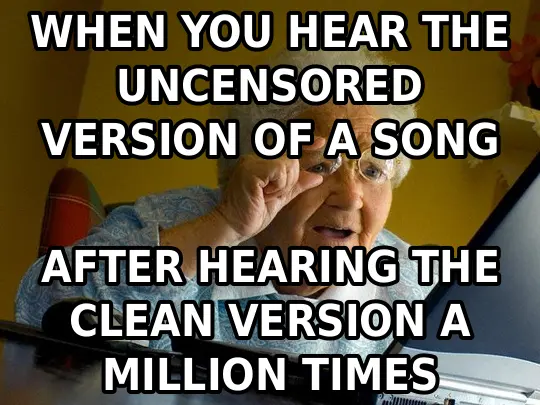 WHEN YOU HEAR THE
UNCENSORED
VERSION OF A SONG
AFTER HEARING THE
CLEAN VERSION A
MILLION TIMES